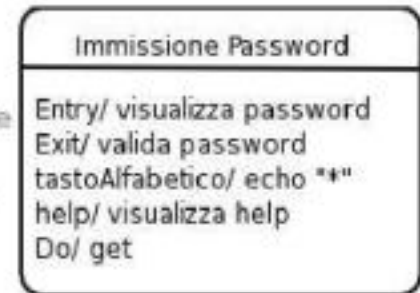 Immissione Password
Entry/ visualizza password
Exit/ valida password
tastoAlfabetico/ echo "*"
help/ visualizza help
Do/ get